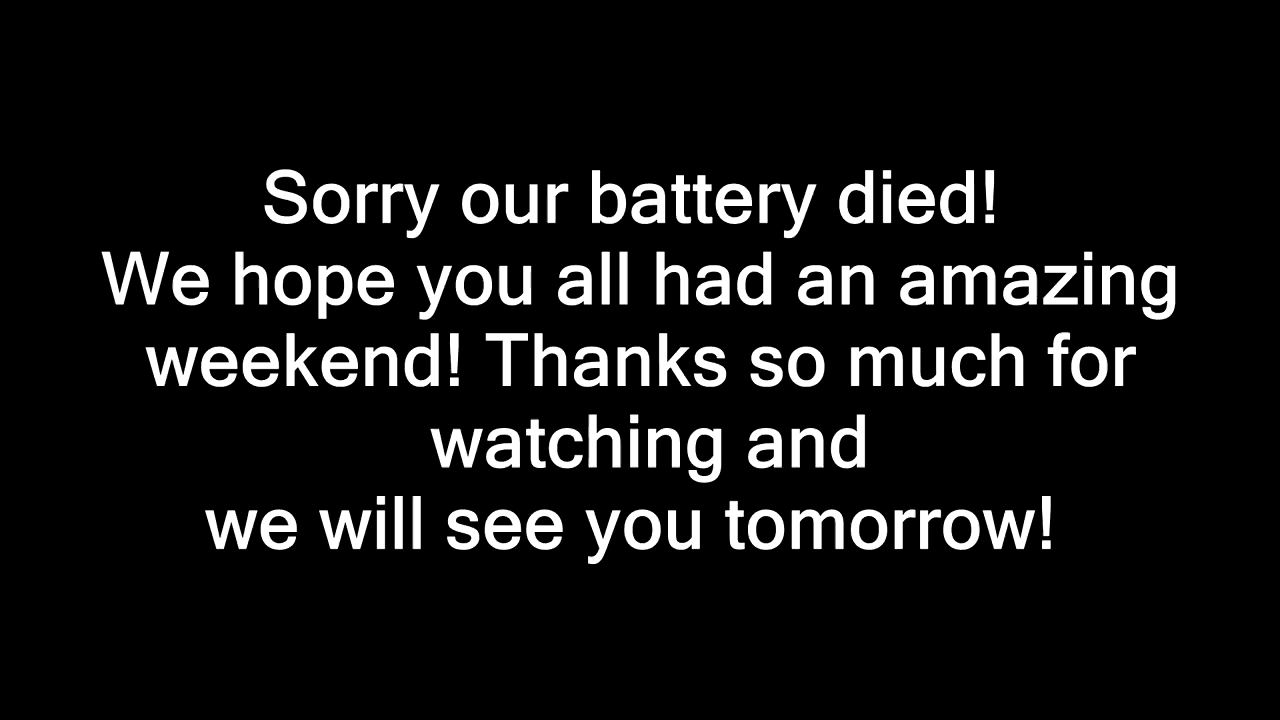 Sorry our battery died!
We hope you all had an amazing
weekend! Thanks so much for
watching and
we will see you tomorrow!